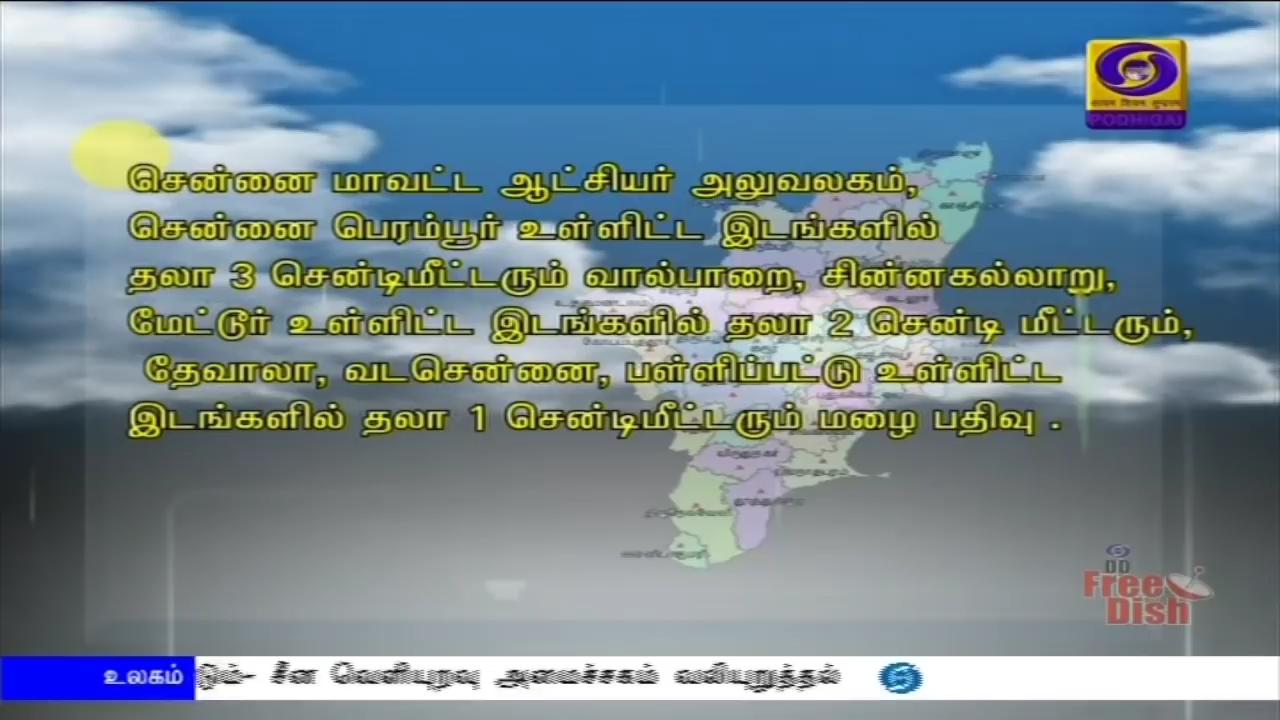 PODHIGAI
சென்னை மாவட்ட ஆட்சியர் அலுவலகம்,
சென்னை பெரம்பூர் உள்ளிட்ட இடங்களில்
தலா 3 சென்டிமீட்டரும் வால்பாறை, சின்னகல்லாறு,
மேட்டூர் உள்ளிட்ட இடங்களில் தலா 2 சென்டி மீட்டரும்,
தேவாலா, வடசென்னை, பள்ளிப்பட்டு உள்ளிட்ட
இடங்களில் தலா 1 சென்டிமீட்டரும் மழை பதிவு .
விருதுநகர்
DD
Free
Dish
உலகம் டும்- சீன வெளியுறவு அமைச்சகம் வலியுறுத்தல்